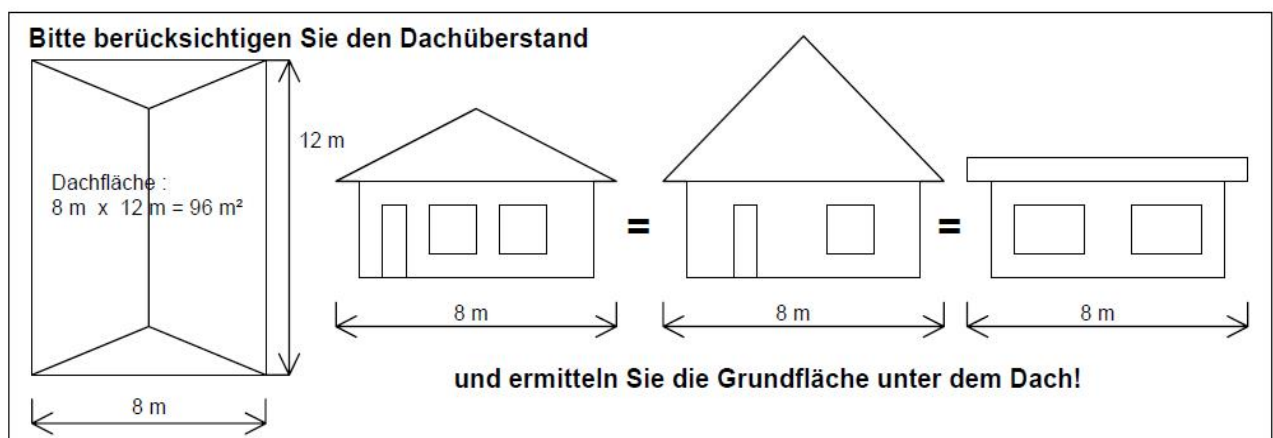 Bitte berücksichtigen Sie den Dachüberstand
12 m
Dachfläche :
8 m x 12 m = 96 m²
= =
8 m
8 m 8 m 8 m
und ermitteln Sie die Grundfläche unter dem Dach!